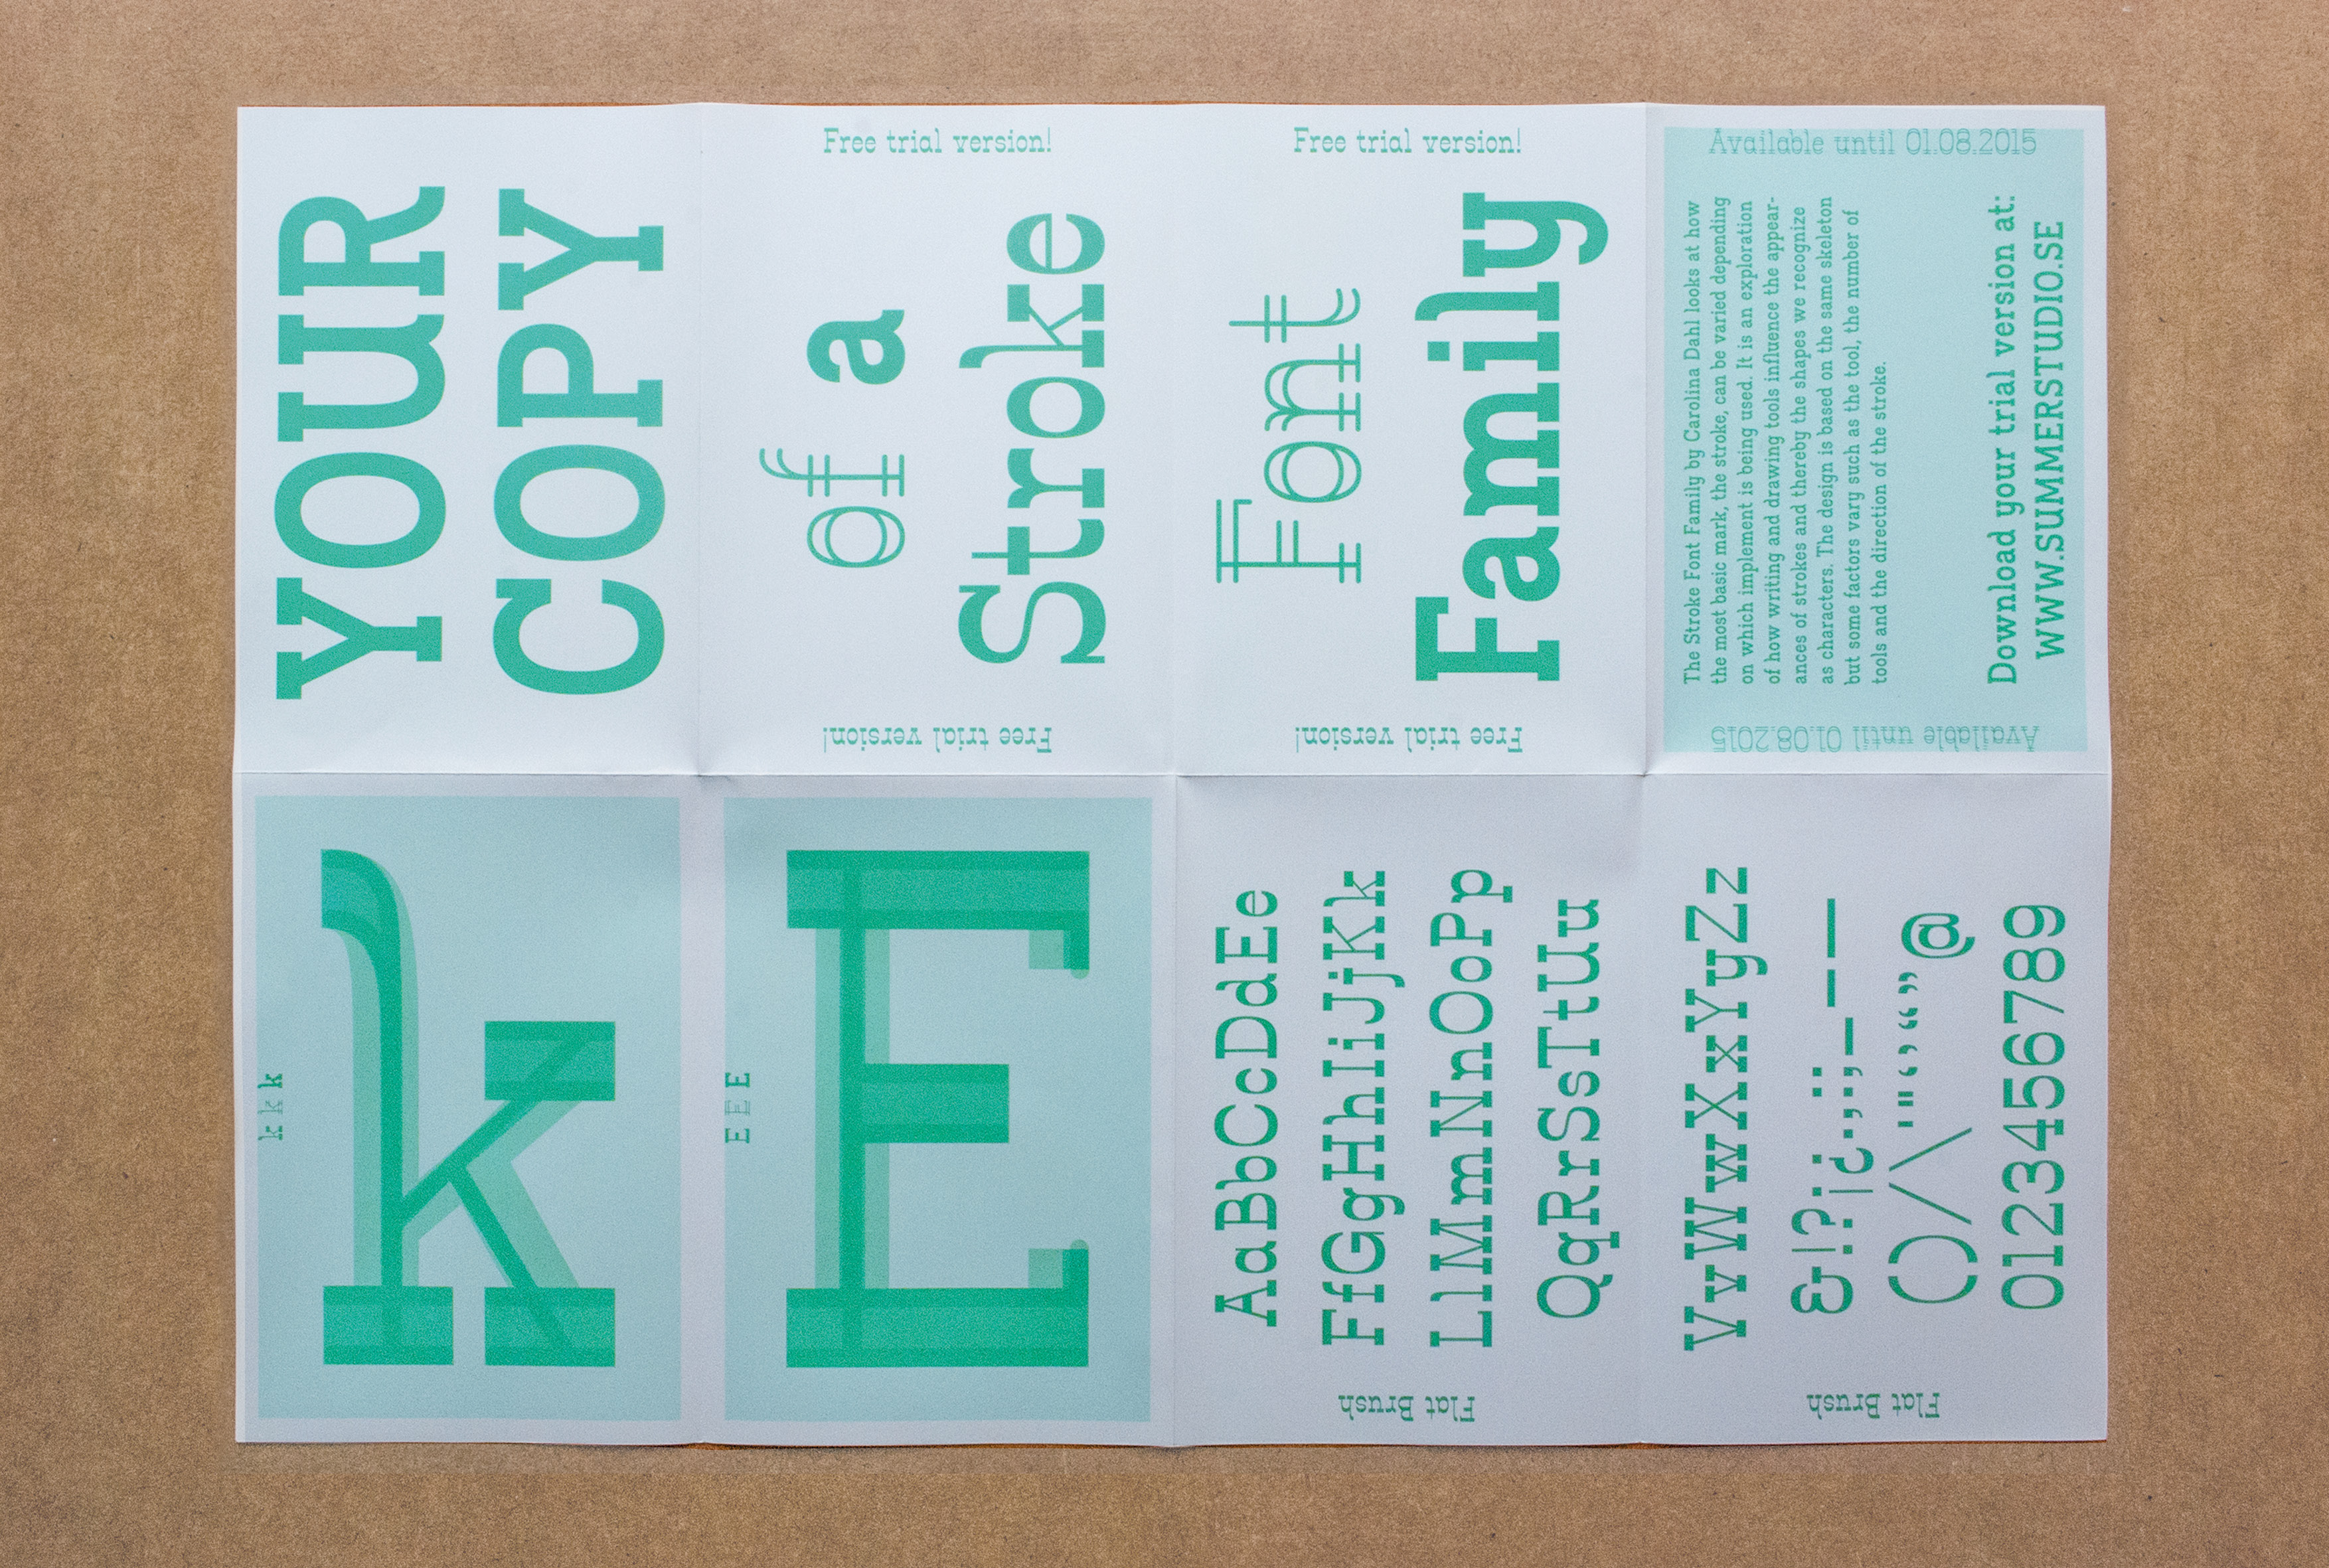 Free trial version!
Free trial version!
Available until 01.08.2015
YOUR
COPY
of a
Stroke
Font
Family
The Stroke Font Family by Carolina Dahl looks at how
the most basic mark, the stroke, can be varied depending
on which implement is being used. It is an exploration
of how writing and drawing tools influence the appear-
ances of strokes and thereby the shapes we recognize
as characters. The design is based on the same skeleton
but some factors vary such as the tool, the number of
tools and the direction of the stroke.
Download your trial version at:
WWW.SUMMERSTUDIO.SE
Free trial version!
Free trial version!
Available until 01.08.2015
k k k
k
E E E
E
AaBbCcDdEe
FfGgHhIiJjKk
LlMmNnOoPp
QqRrSsTtUu
VvWwXxYyZz
&!?¡¿.,:;-–—
()/\'"‘’“”@
0123456789
Flat Brush
Flat Brush